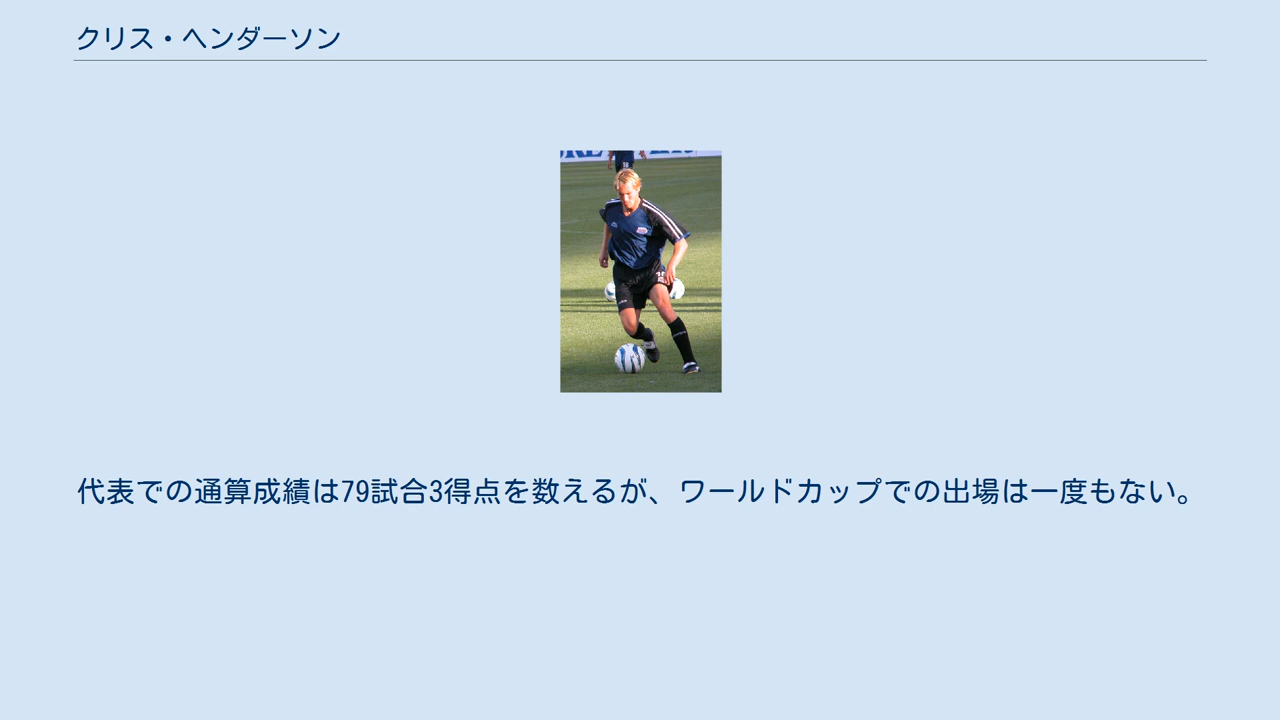 クリス・ヘンダーソン
代表での通算成績は79試合3得点を数えるが、ワールドカップでの出場は一度もない。